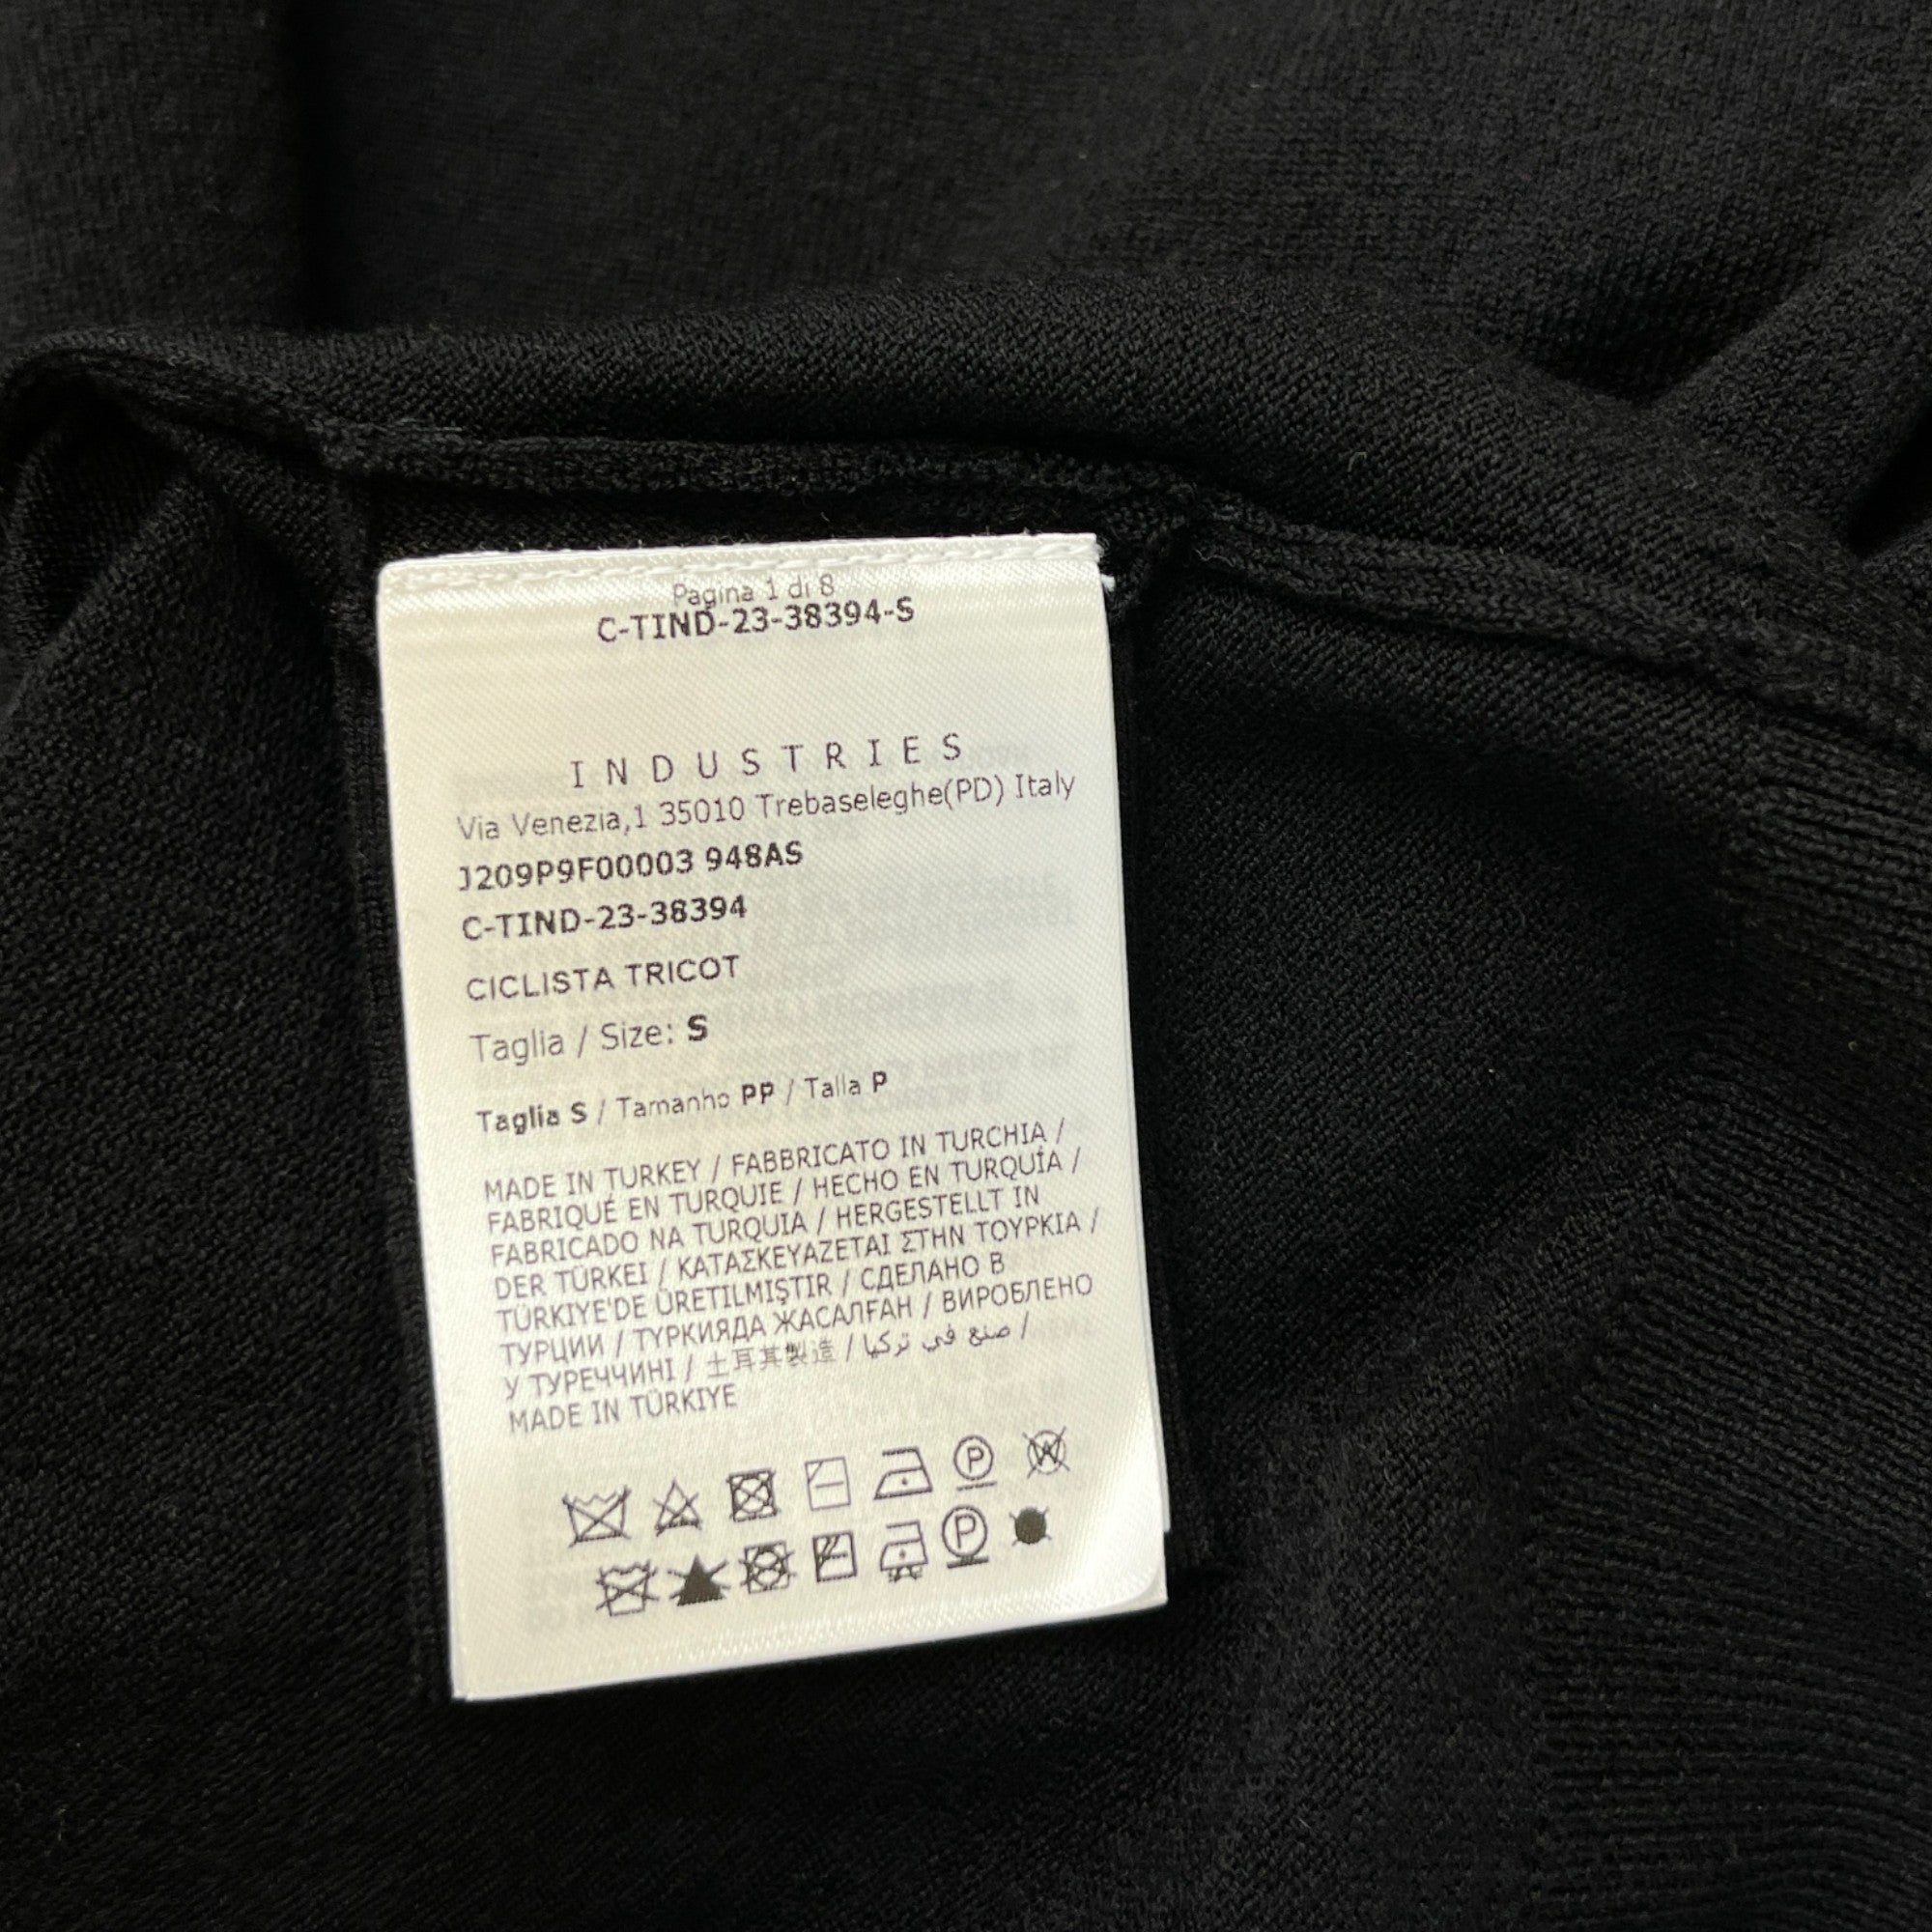 Pagina 1 di 8
C-TIND-23-38394-S
INDUSTRIES
Via Venezia,1 35010 Trebaseleghe(PD) Italy
J209P9F00003 948AS
C-TIND-23-38394
CICLISTA TRICOT
Taglia / Size: S
Taglia S / Tamanho PP / Talla P
MADE IN TURKEY / FABBRICATO IN TURCHIA /
FABRIQUÉ EN TURQUIE / HECHO EN TURQUÍA /
FABRICADO NA TURQUIA / HERGESTELLT IN
DER TÜRKEI / ΚΑΤΑΣΚΕΥΑΖΕΤΑΙ ΣΤΗΝ ΤΟΥΡΚΙΑ /
TÜRKIYE'DE ÜRETILMIŞTIR / СДЕЛАНО В
ТУРЦИИ / ТҮРКИЯДА ЖАСАЛҒАН / ВИРОБЛЕНО
У ТУРЕЧЧИНІ / 土耳其製造 / صنع في تركيا /
MADE IN TÜRKIYE
P W
P